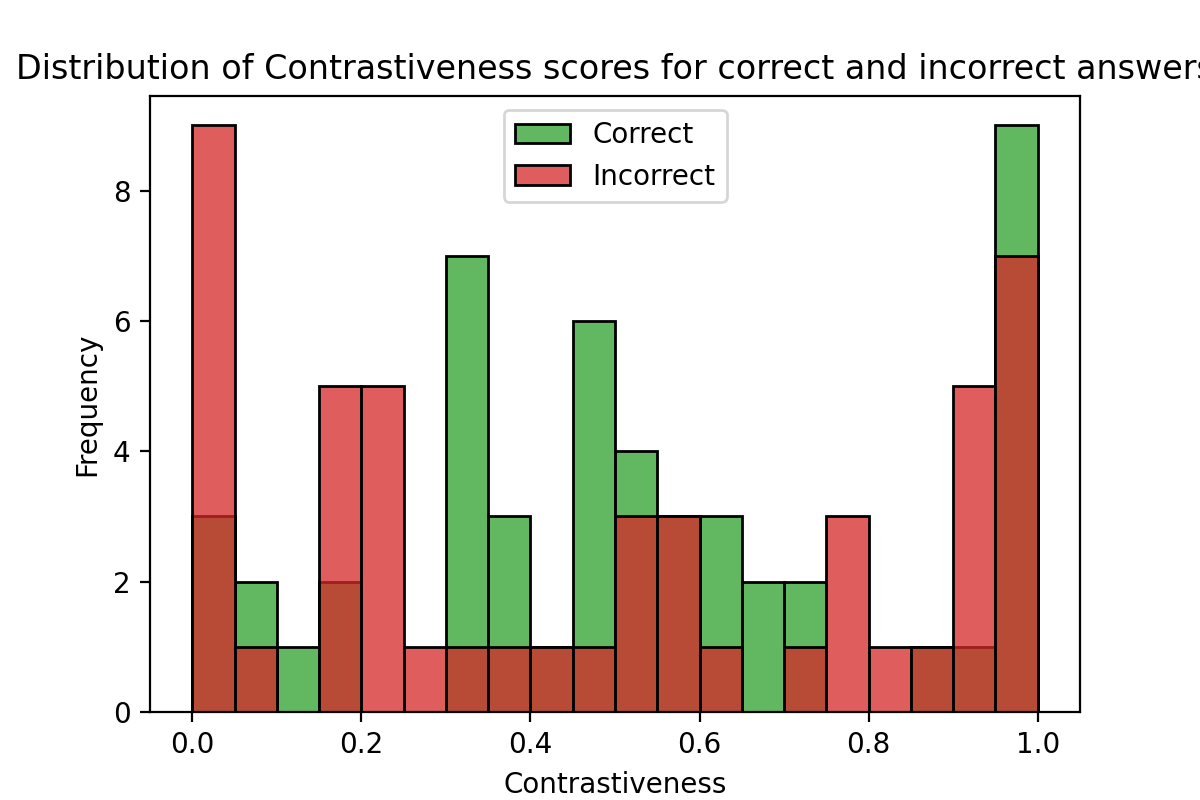 Distribution of Contrastiveness scores for correct and incorrect answers
Correct
Incorrect
Frequency
8
6
4
2
0
0.0 0.2 0.4 0.6 0.8 1.0
Contrastiveness